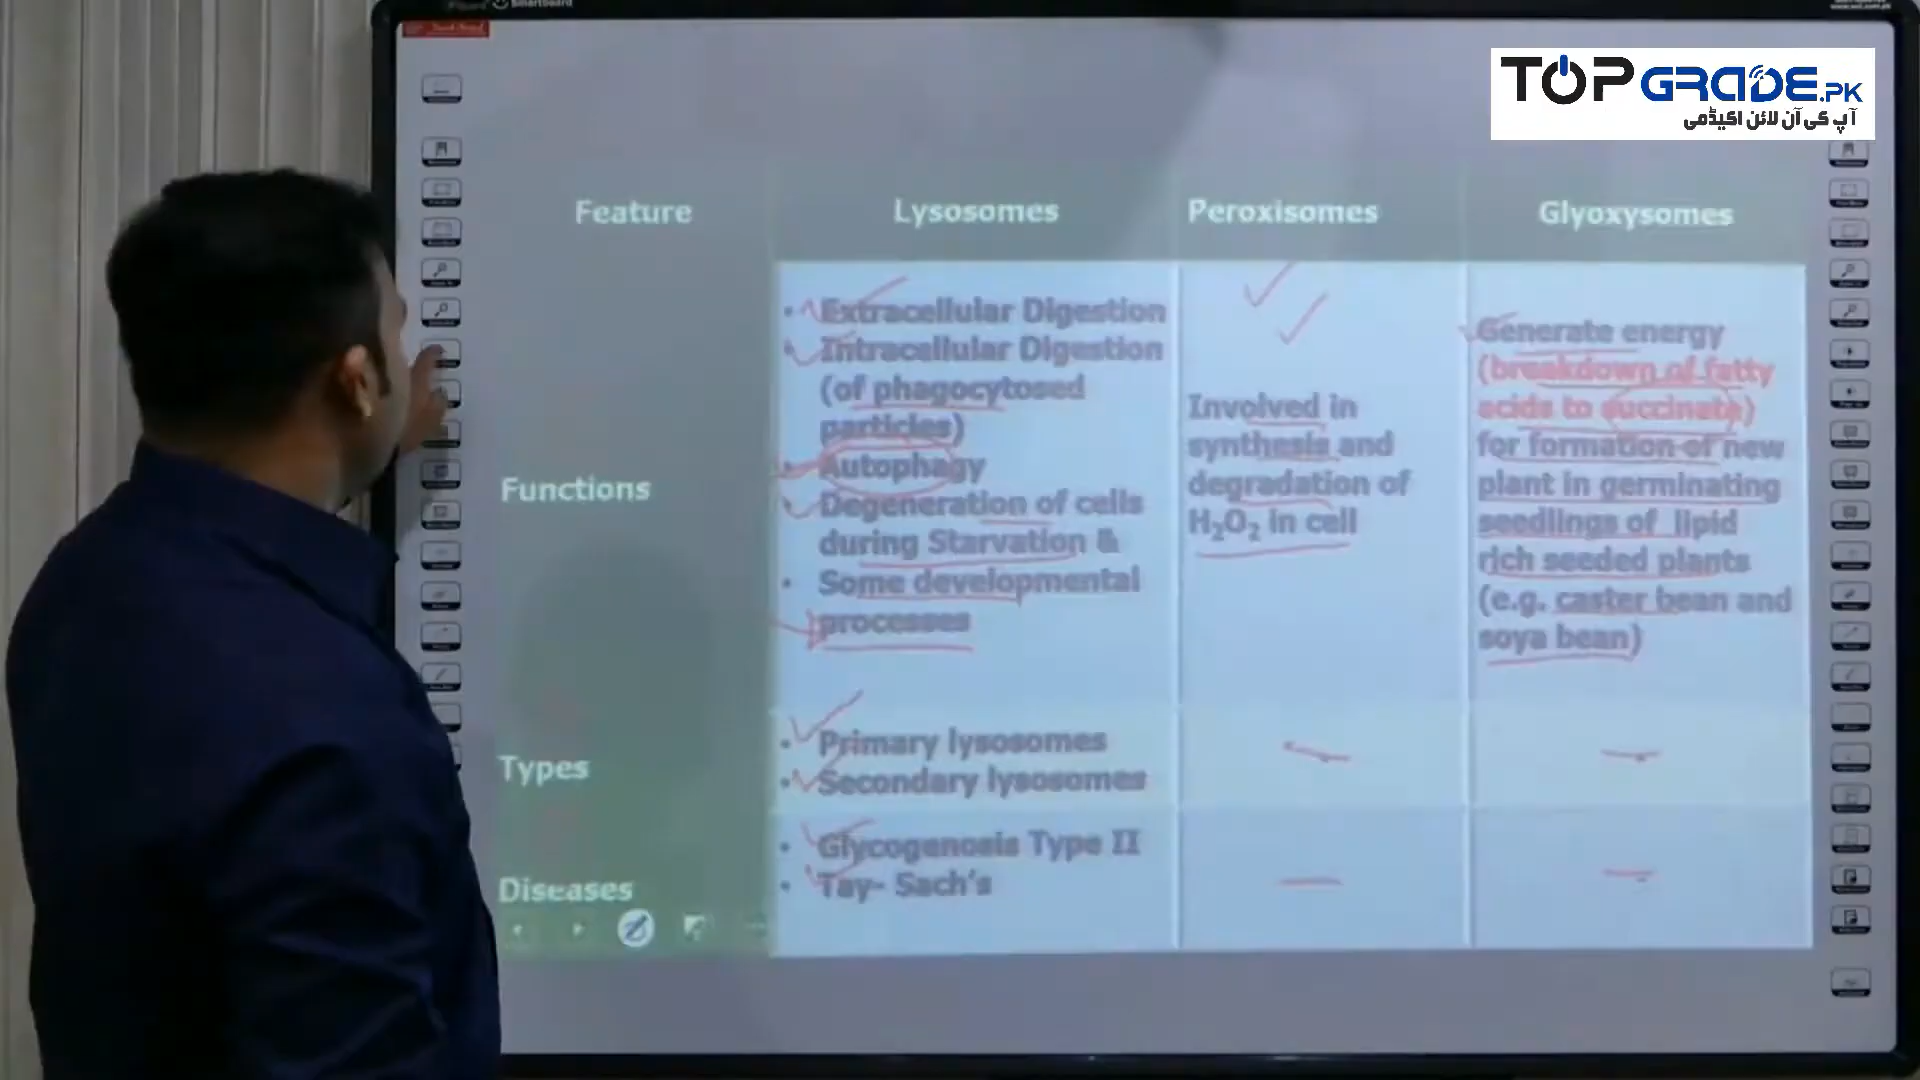 Smartboard
TOPGRADE.PK
آپ کی آن لائن اکیڈمی
Feature
Lysosomes
Peroxisomes
Glyoxysomes
Functions
• Extracellular Digestion
• Intracellular Digestion
(of phagocytosed
particles)
• Autophagy
• Degeneration of cells
during Starvation &
• Some developmental
processes
Involved in
synthesis and
degradation of
H₂O₂ in cell
Generate energy
(breakdown of fatty
acids to succinate)
for formation of new
plant in germinating
seedlings of lipid
rich seeded plants
(e.g. caster bean and
soya bean)
Types
• Primary lysosomes
• Secondary lysosomes
Diseases
• Glycogenosis Type II
• Tay- Sach's